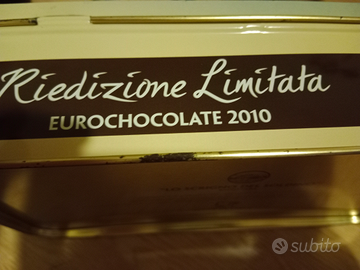 Riedizione Limitata
EUROCHOCOLATE 2010
subito